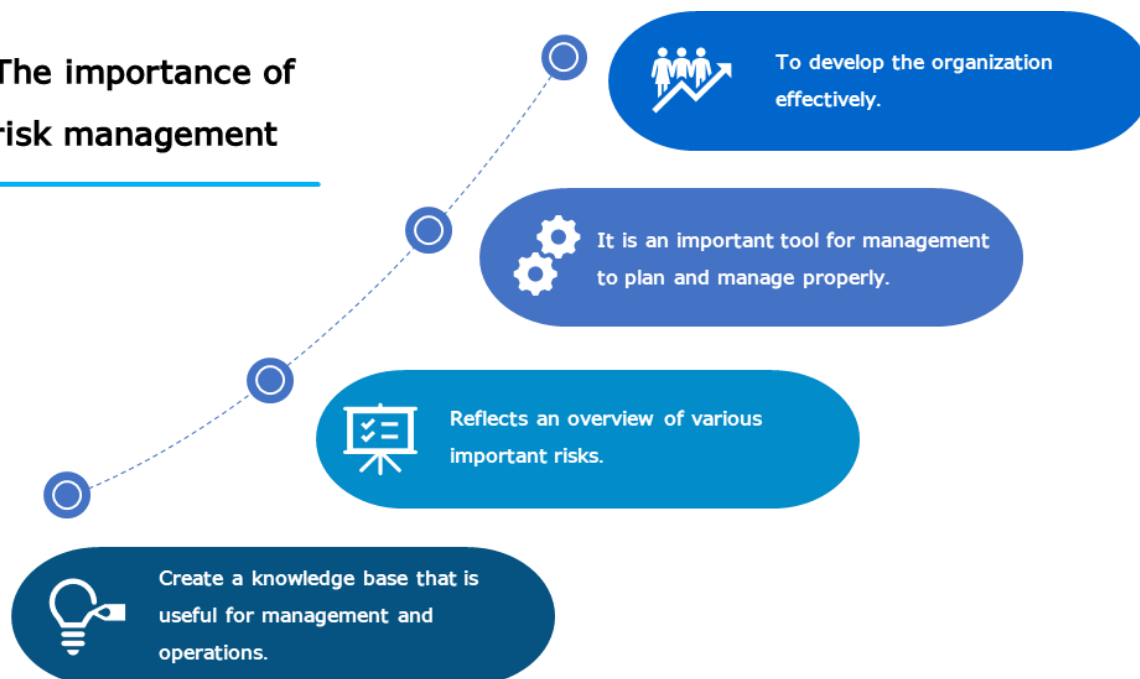 The importance of
risk management
To develop the organization
effectively.
It is an important tool for management
to plan and manage properly.
Reflects an overview of various
important risks.
Create a knowledge base that is
useful for management and
operations.